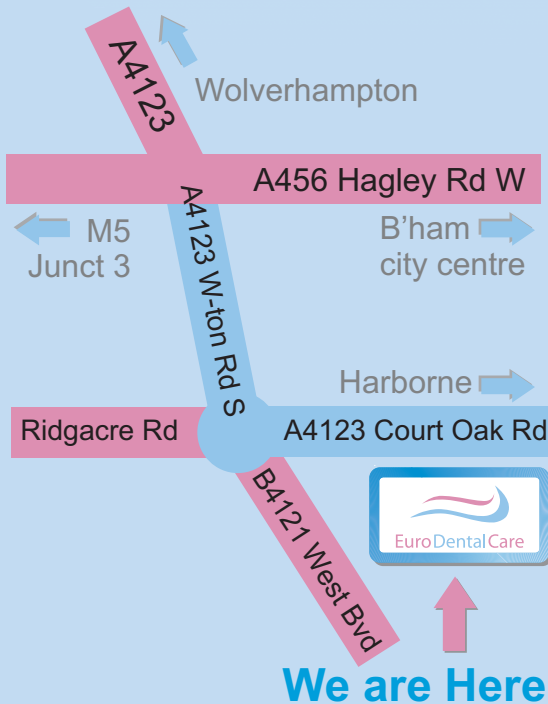 A4123
Wolverhampton
A456 Hagley Rd W
M5
Junct 3
B'ham
city centre
A4123 W-ton Rd S
Harborne
Ridgacre Rd
A4123 Court Oak Rd
B4121 West Bvd
EuroDentalCare
We are Here